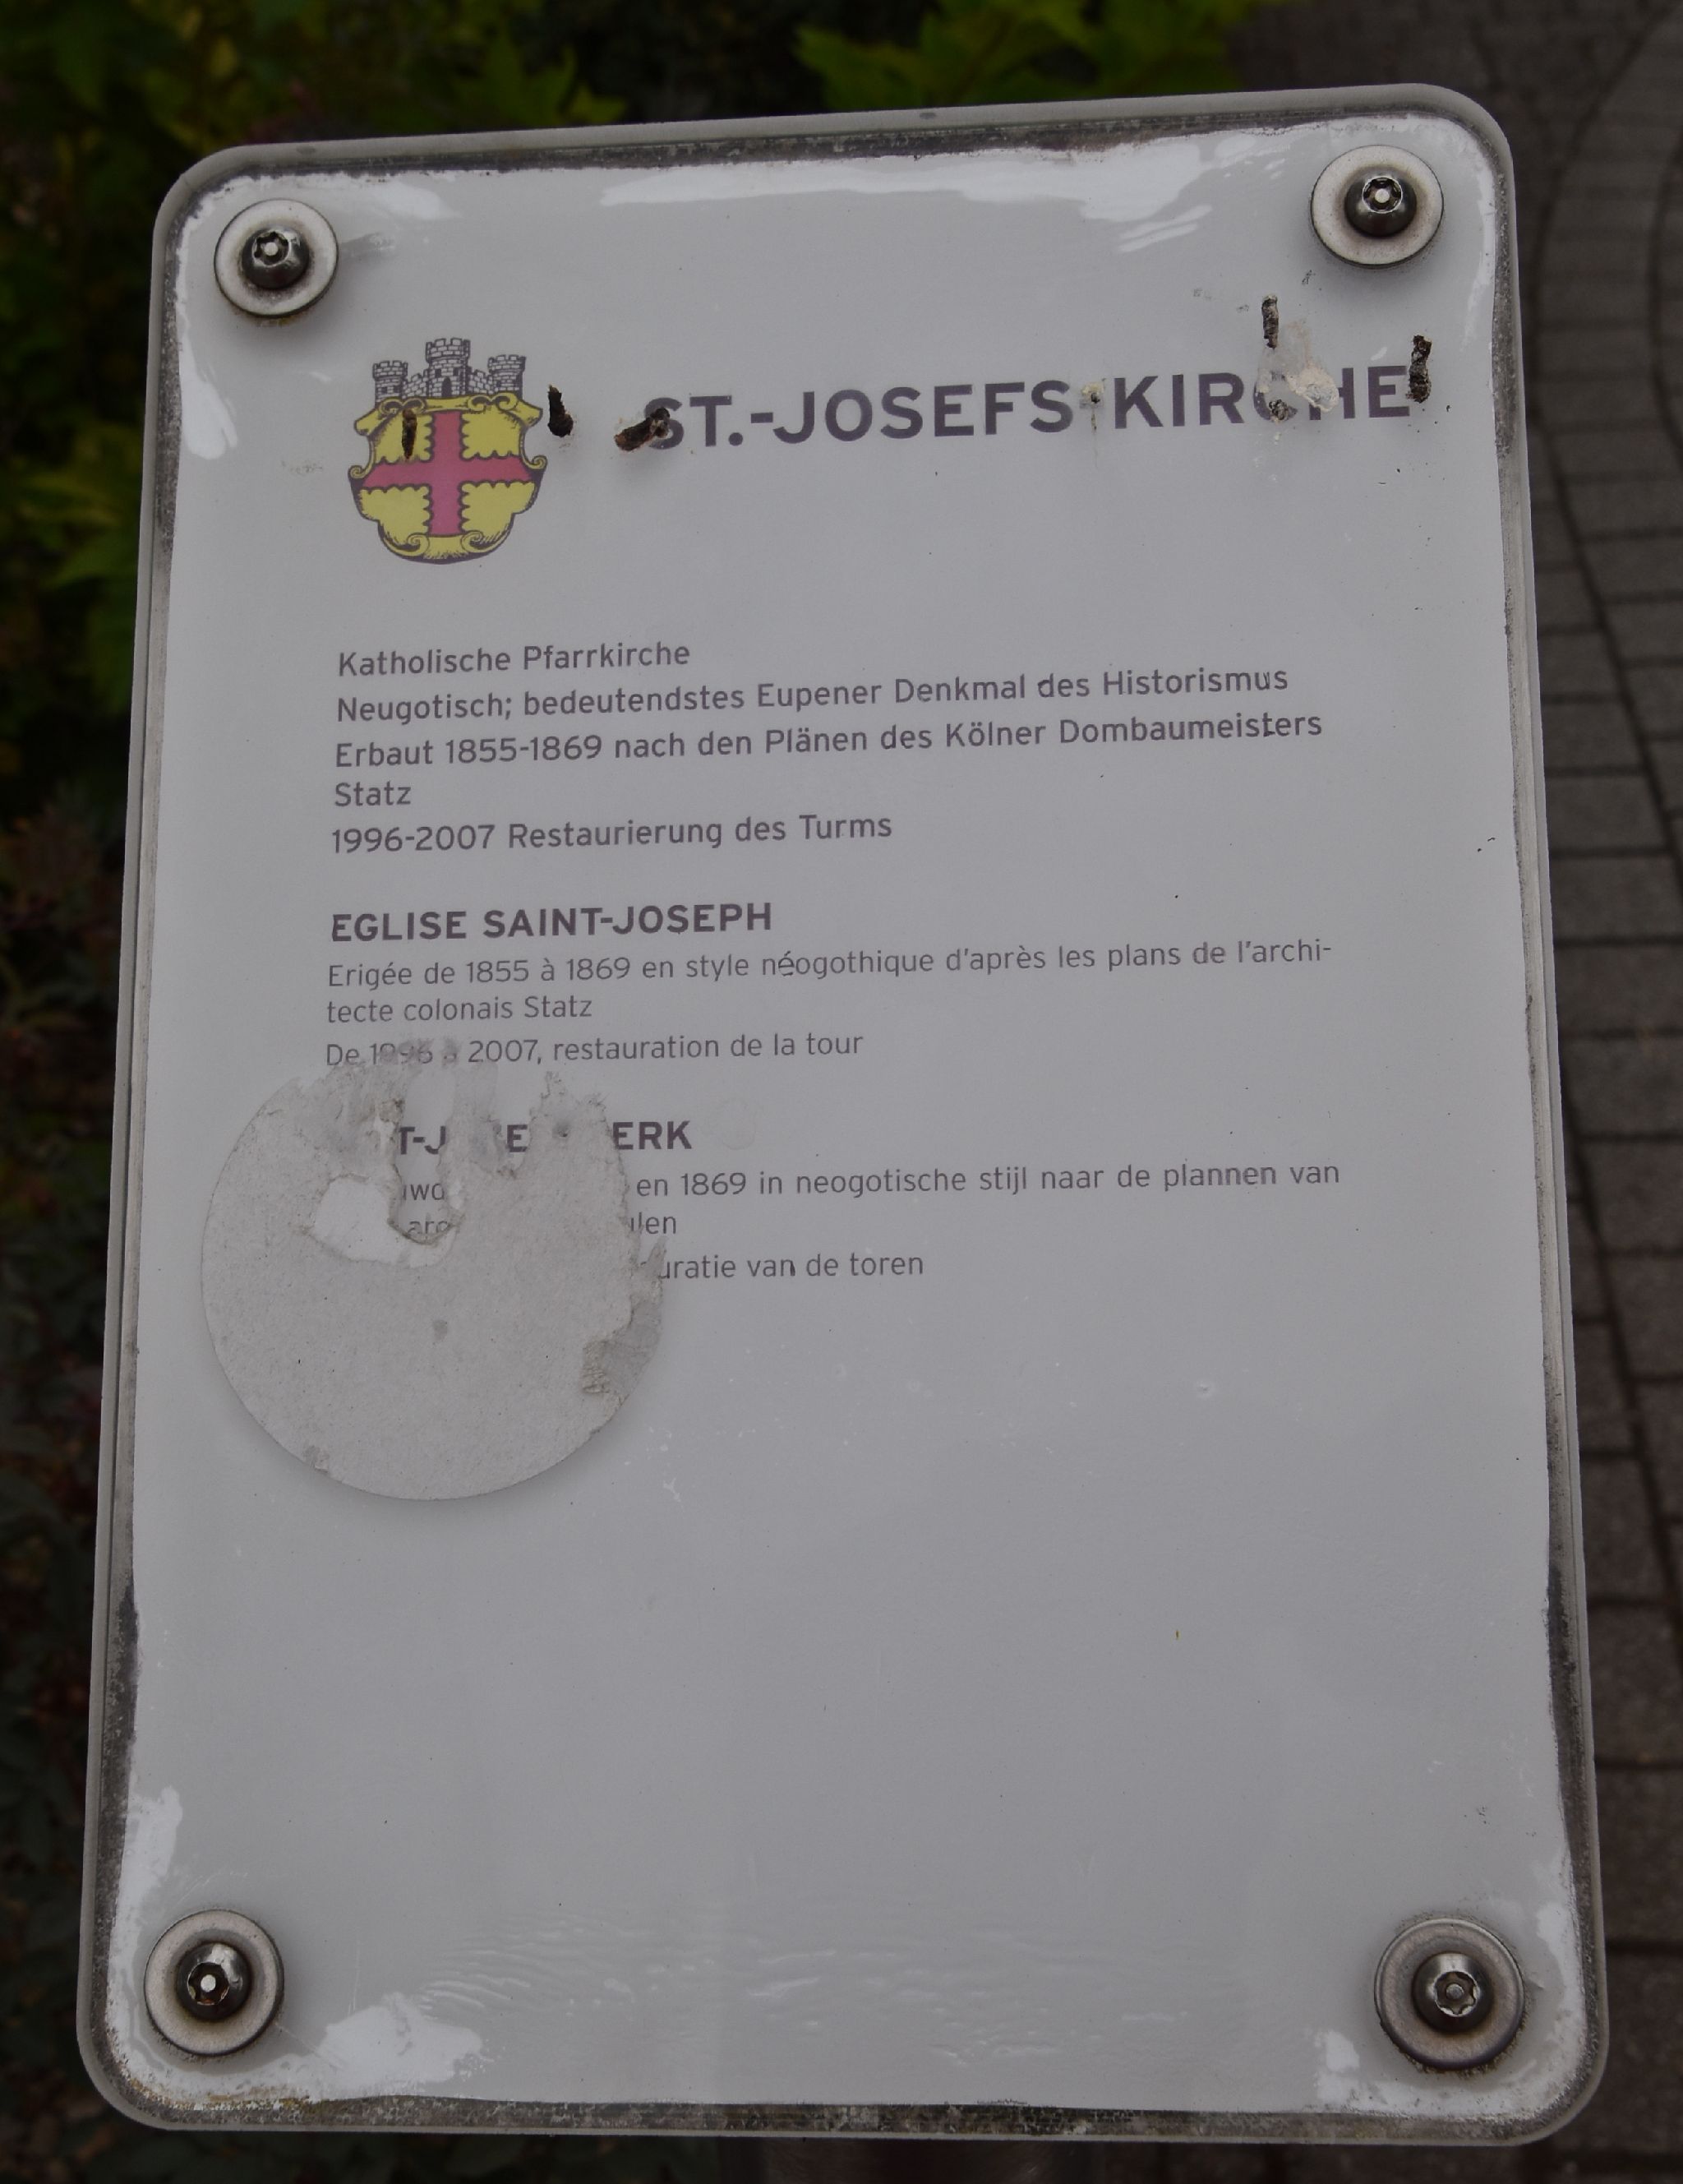 ST.-JOSEFS-KIRCHE
Katholische Pfarrkirche
Neugotisch; bedeutendstes Eupener Denkmal des Historismus
Erbaut 1855-1869 nach den Plänen des Kölner Dombaumeisters
Statz
1996-2007 Restaurierung des Turms
EGLISE SAINT-JOSEPH
Erigée de 1855 à 1869 en style néogothique d'après les plans de l'archi-
tecte colonais Statz
De 1996 à 2007, restauration de la tour
en 1869 in neogotische stijl naar de plannen van
van de toren